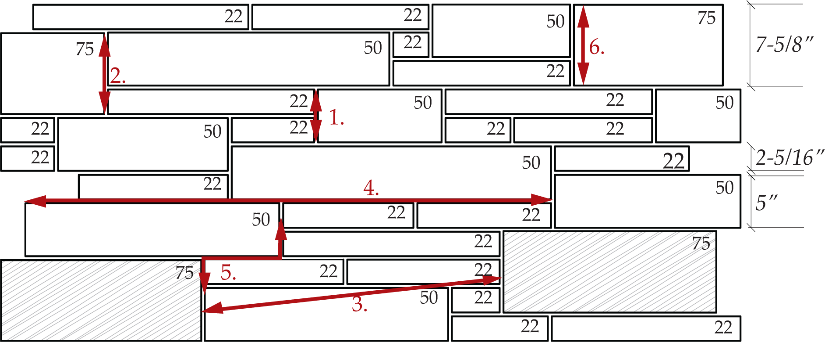 22 22 50 75 7-5/8"
75 50 22 6.
2. 22
22 1. 50 22 50
22 50 22 22 22
22 50 22 2-5/16"
22 4. 50 5"
50 22 22
22 75
75 5. 22 22
3. 50 22
22 22